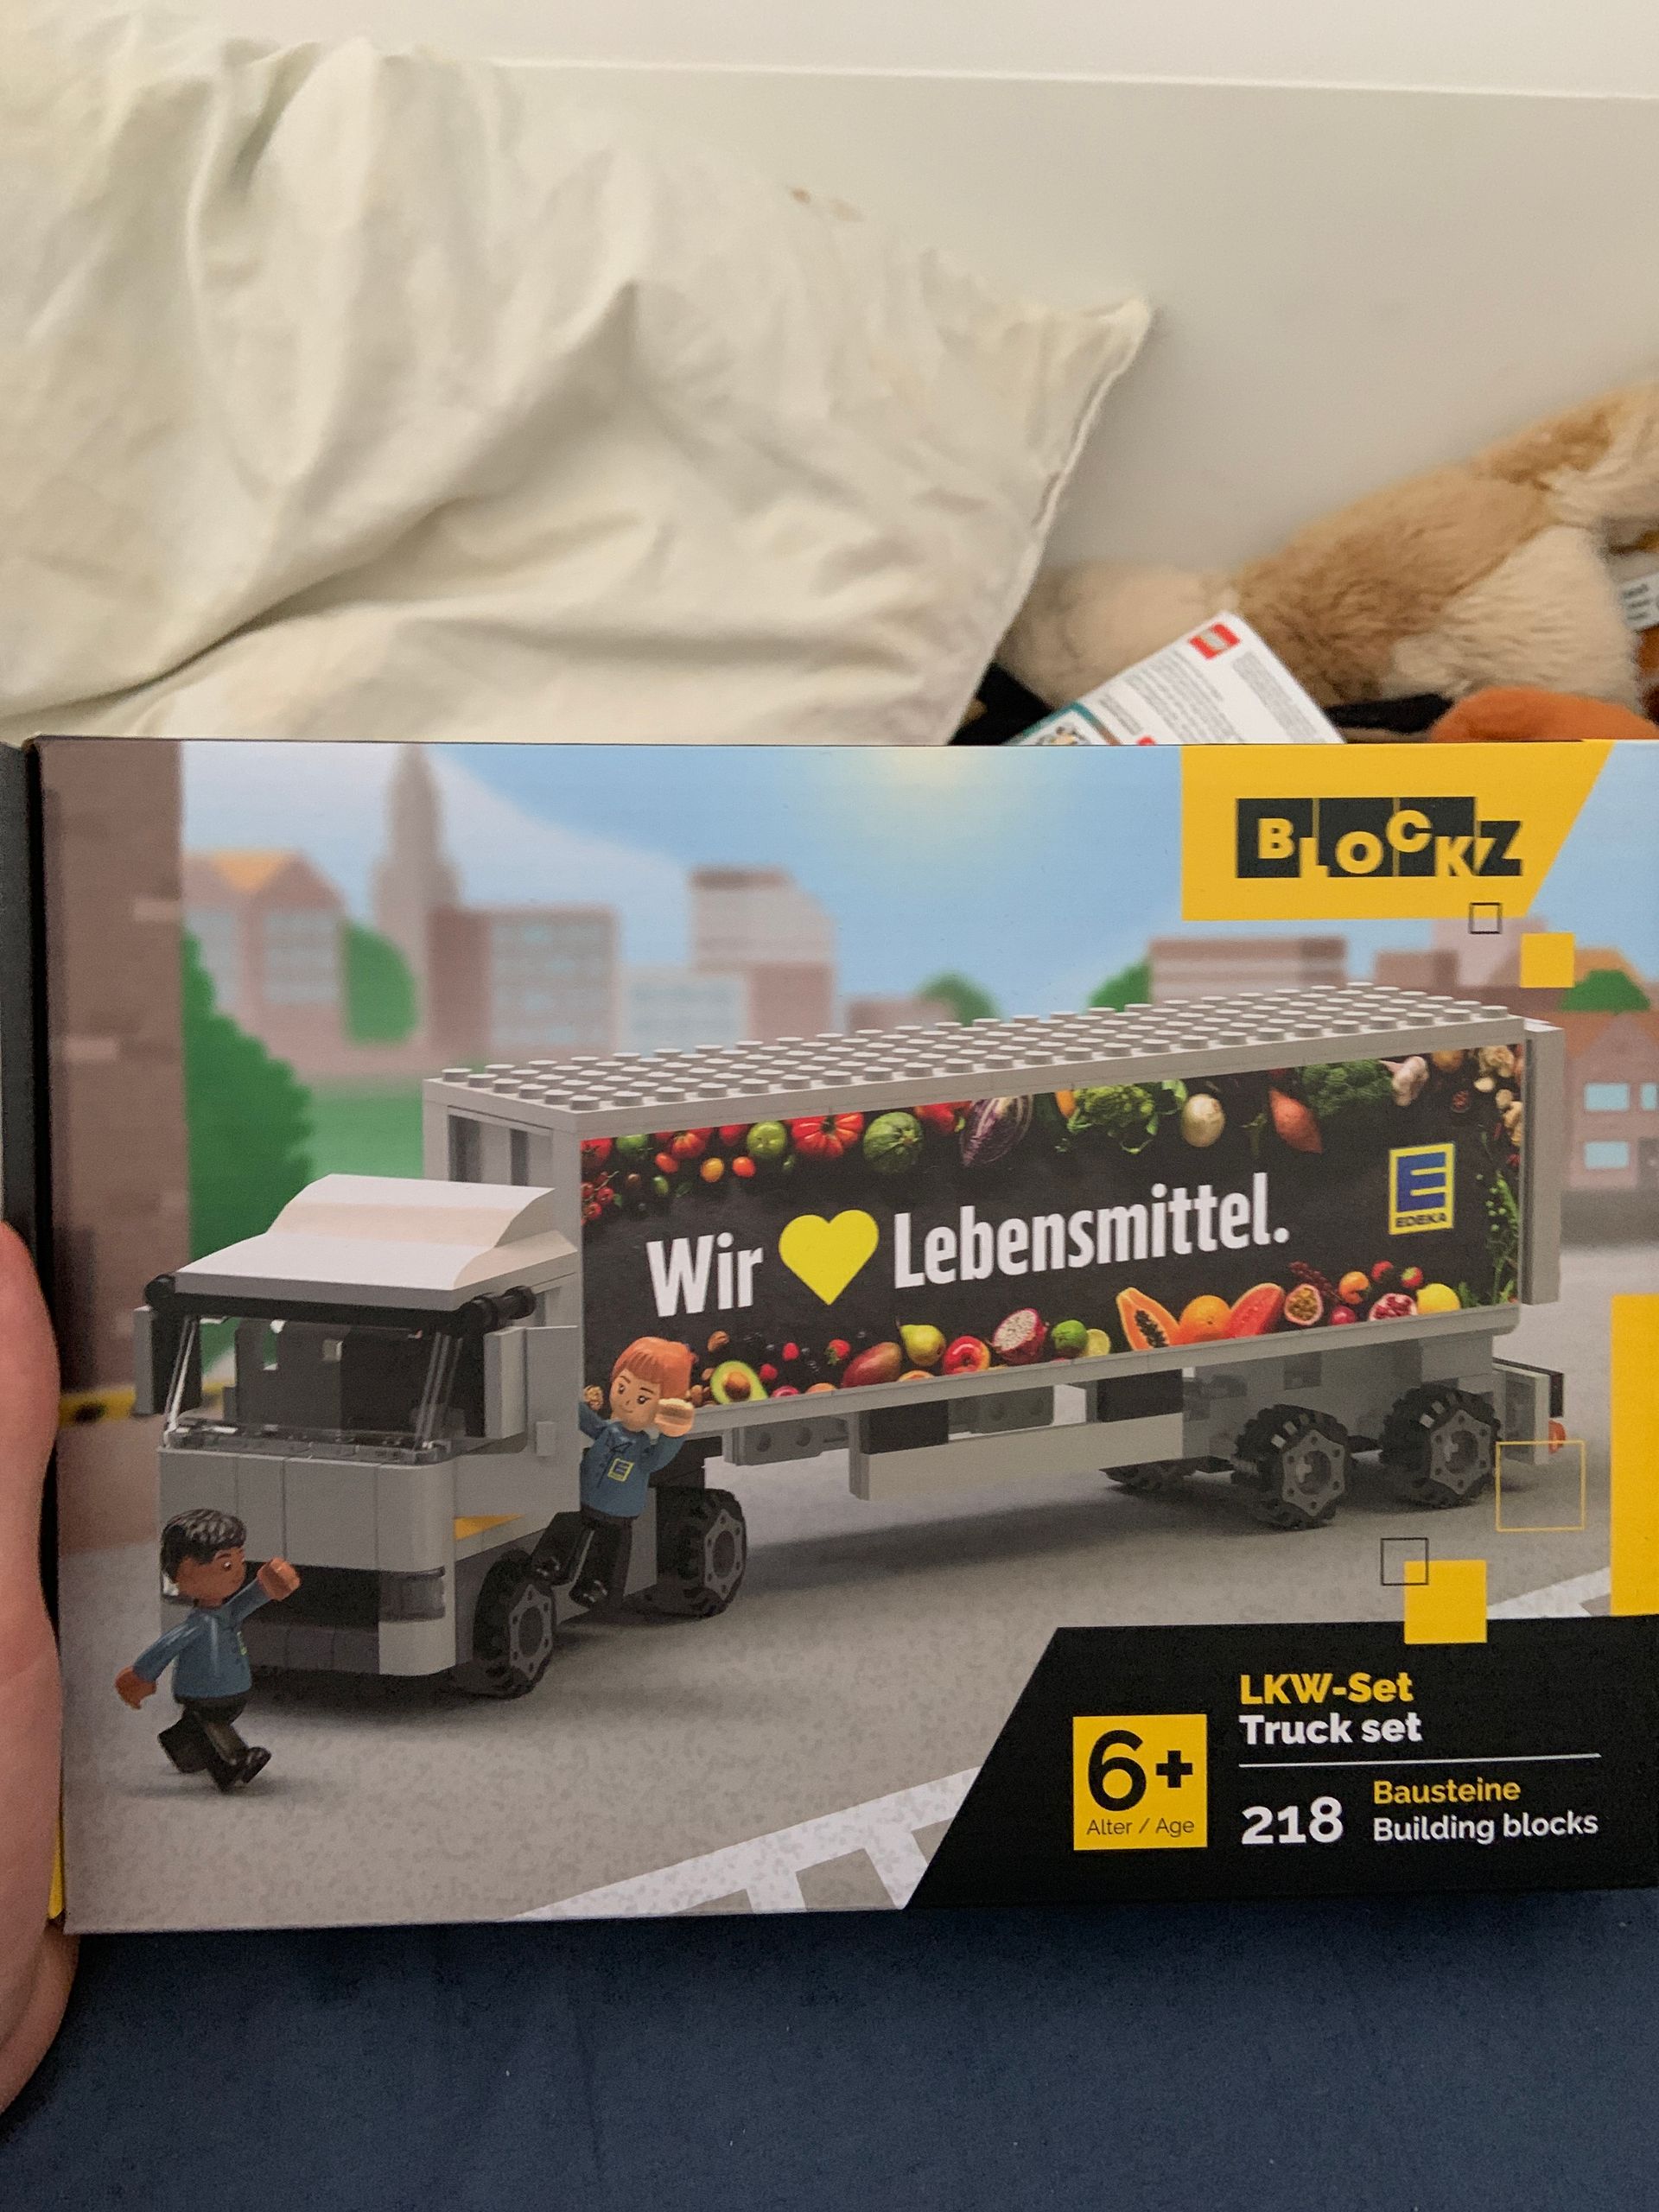 BLOCKZ
Wir Lebensmittel.
EDEKA
LKW-Set
Truck set
6+
Alter / Age
218
Bausteine
Building blocks